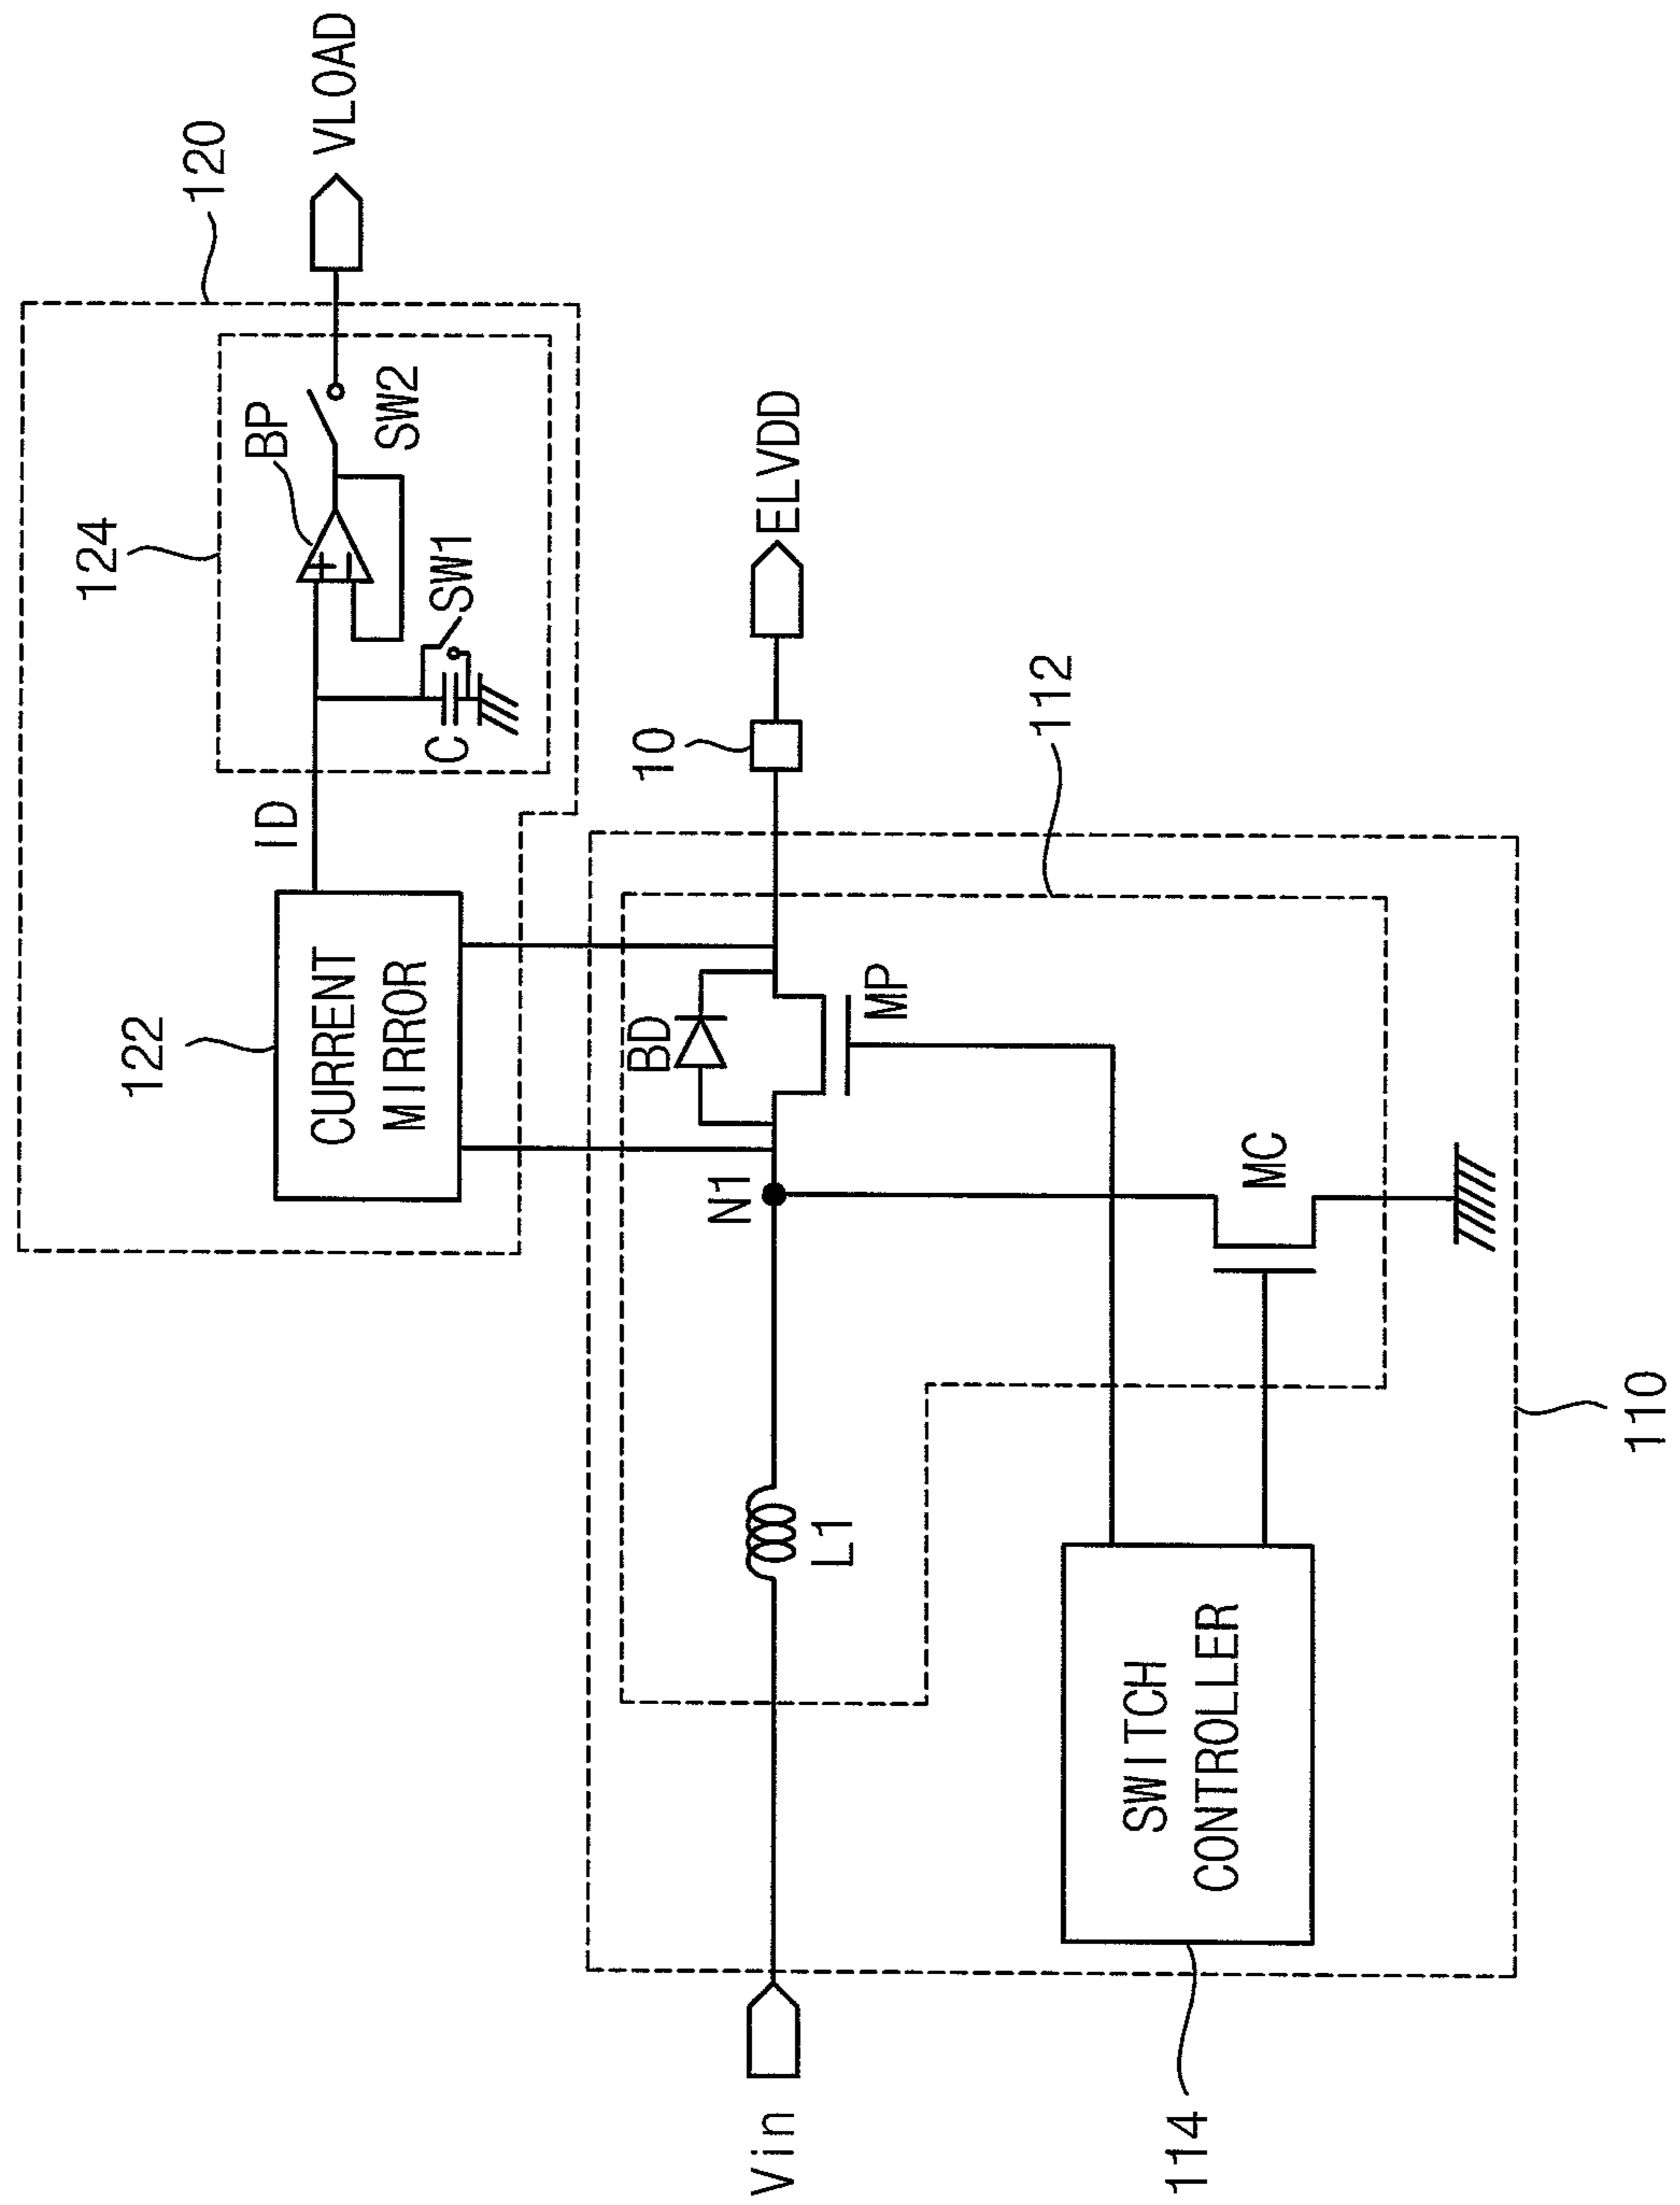 120
VLOAD
124
BP
SW2
SW1
C
ID
122
CURRENT
MIRROR
10
ELVDD
112
BD
MP
N1
MC
L1
Vin
SWITCH
CONTROLLER
114
110